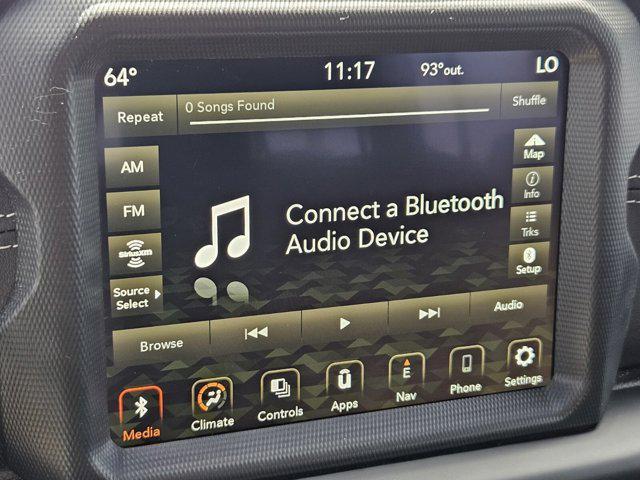 64°
11:17
93°out.
LO
Repeat
0 Songs Found
Shuffle
AM
FM
SiriusXM
Source
Select
Connect a Bluetooth
Audio Device
Map
Info
Trks
Setup
Browse
Audio
Media
Climate
Controls
Apps
E
Nav
Phone
Settings